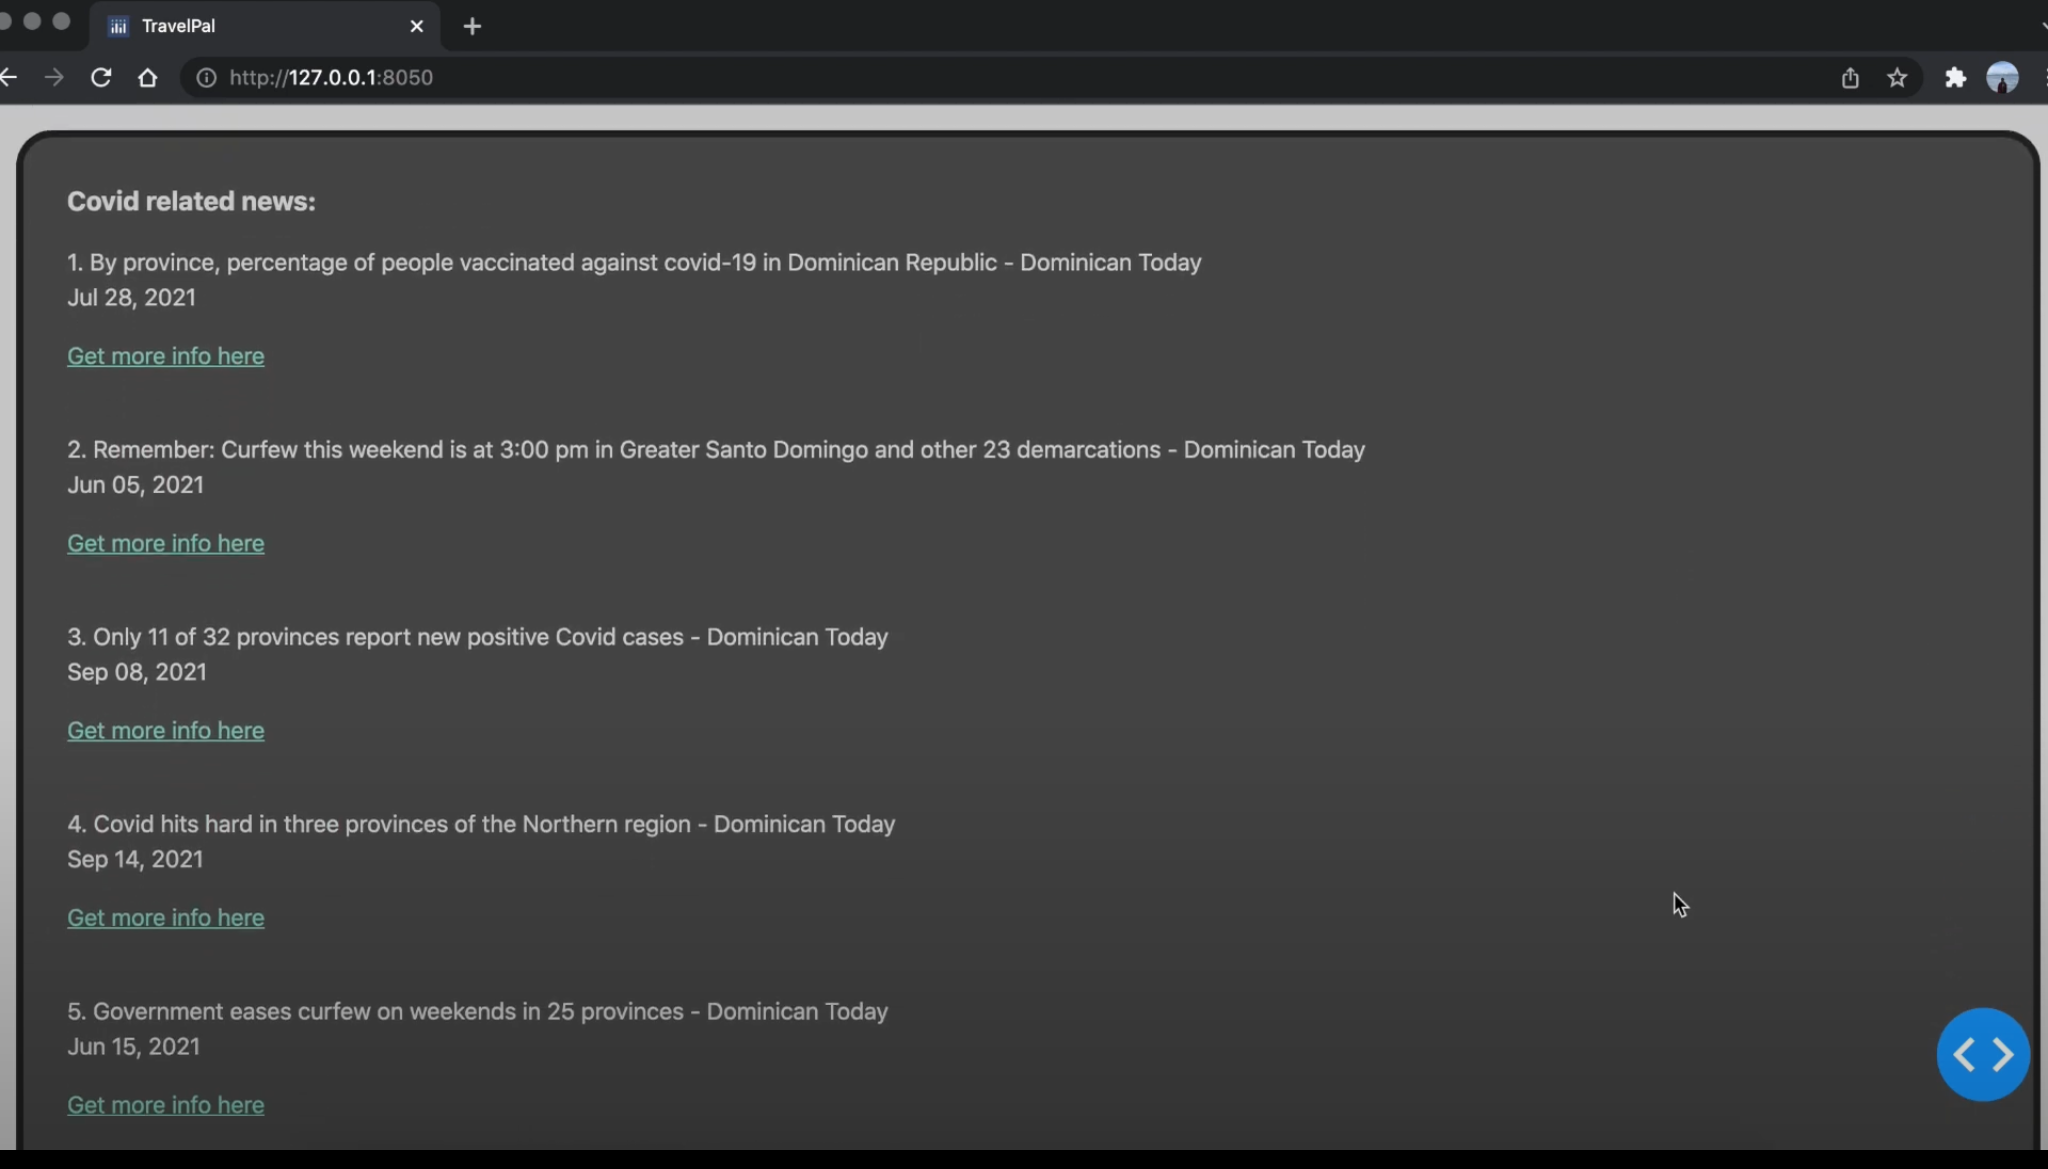 TravelPal
http://127.0.0.1:8050
Covid related news:
1. By province, percentage of people vaccinated against covid-19 in Dominican Republic - Dominican Today
Jul 28, 2021
Get more info here
2. Remember: Curfew this weekend is at 3:00 pm in Greater Santo Domingo and other 23 demarcations - Dominican Today
Jun 05, 2021
Get more info here
3. Only 11 of 32 provinces report new positive Covid cases - Dominican Today
Sep 08, 2021
Get more info here
4. Covid hits hard in three provinces of the Northern region - Dominican Today
Sep 14, 2021
Get more info here
5. Government eases curfew on weekends in 25 provinces - Dominican Today
Jun 15, 2021
Get more info here